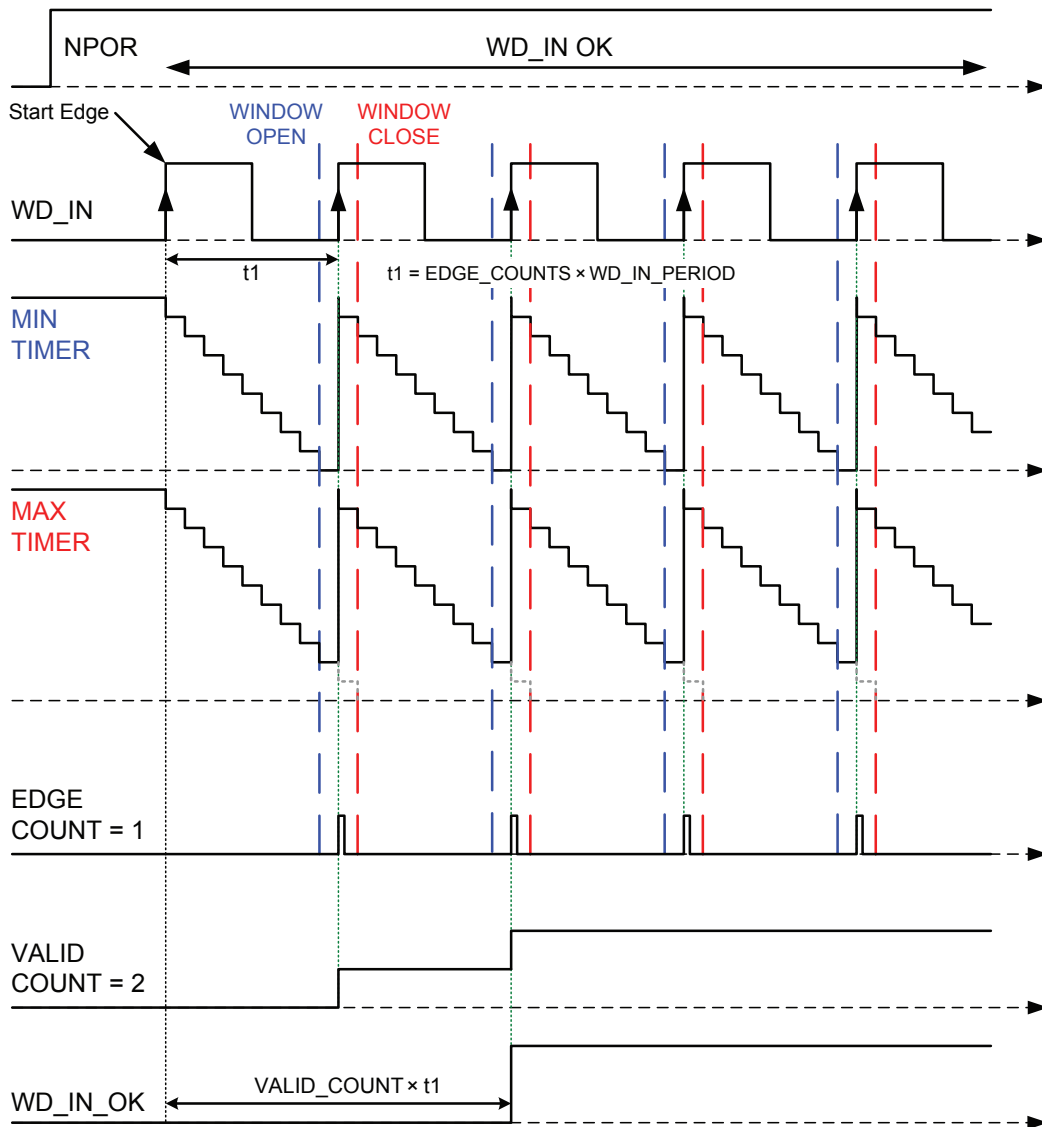 NPOR
WD_IN OK
Start Edge
WINDOW
OPEN
WINDOW
CLOSE
WD_IN
t1
t1 = EDGE_COUNTS × WD_IN_PERIOD
MIN
TIMER
MAX
TIMER
EDGE
COUNT = 1
VALID
COUNT = 2
VALID_COUNT × t1
WD_IN_OK